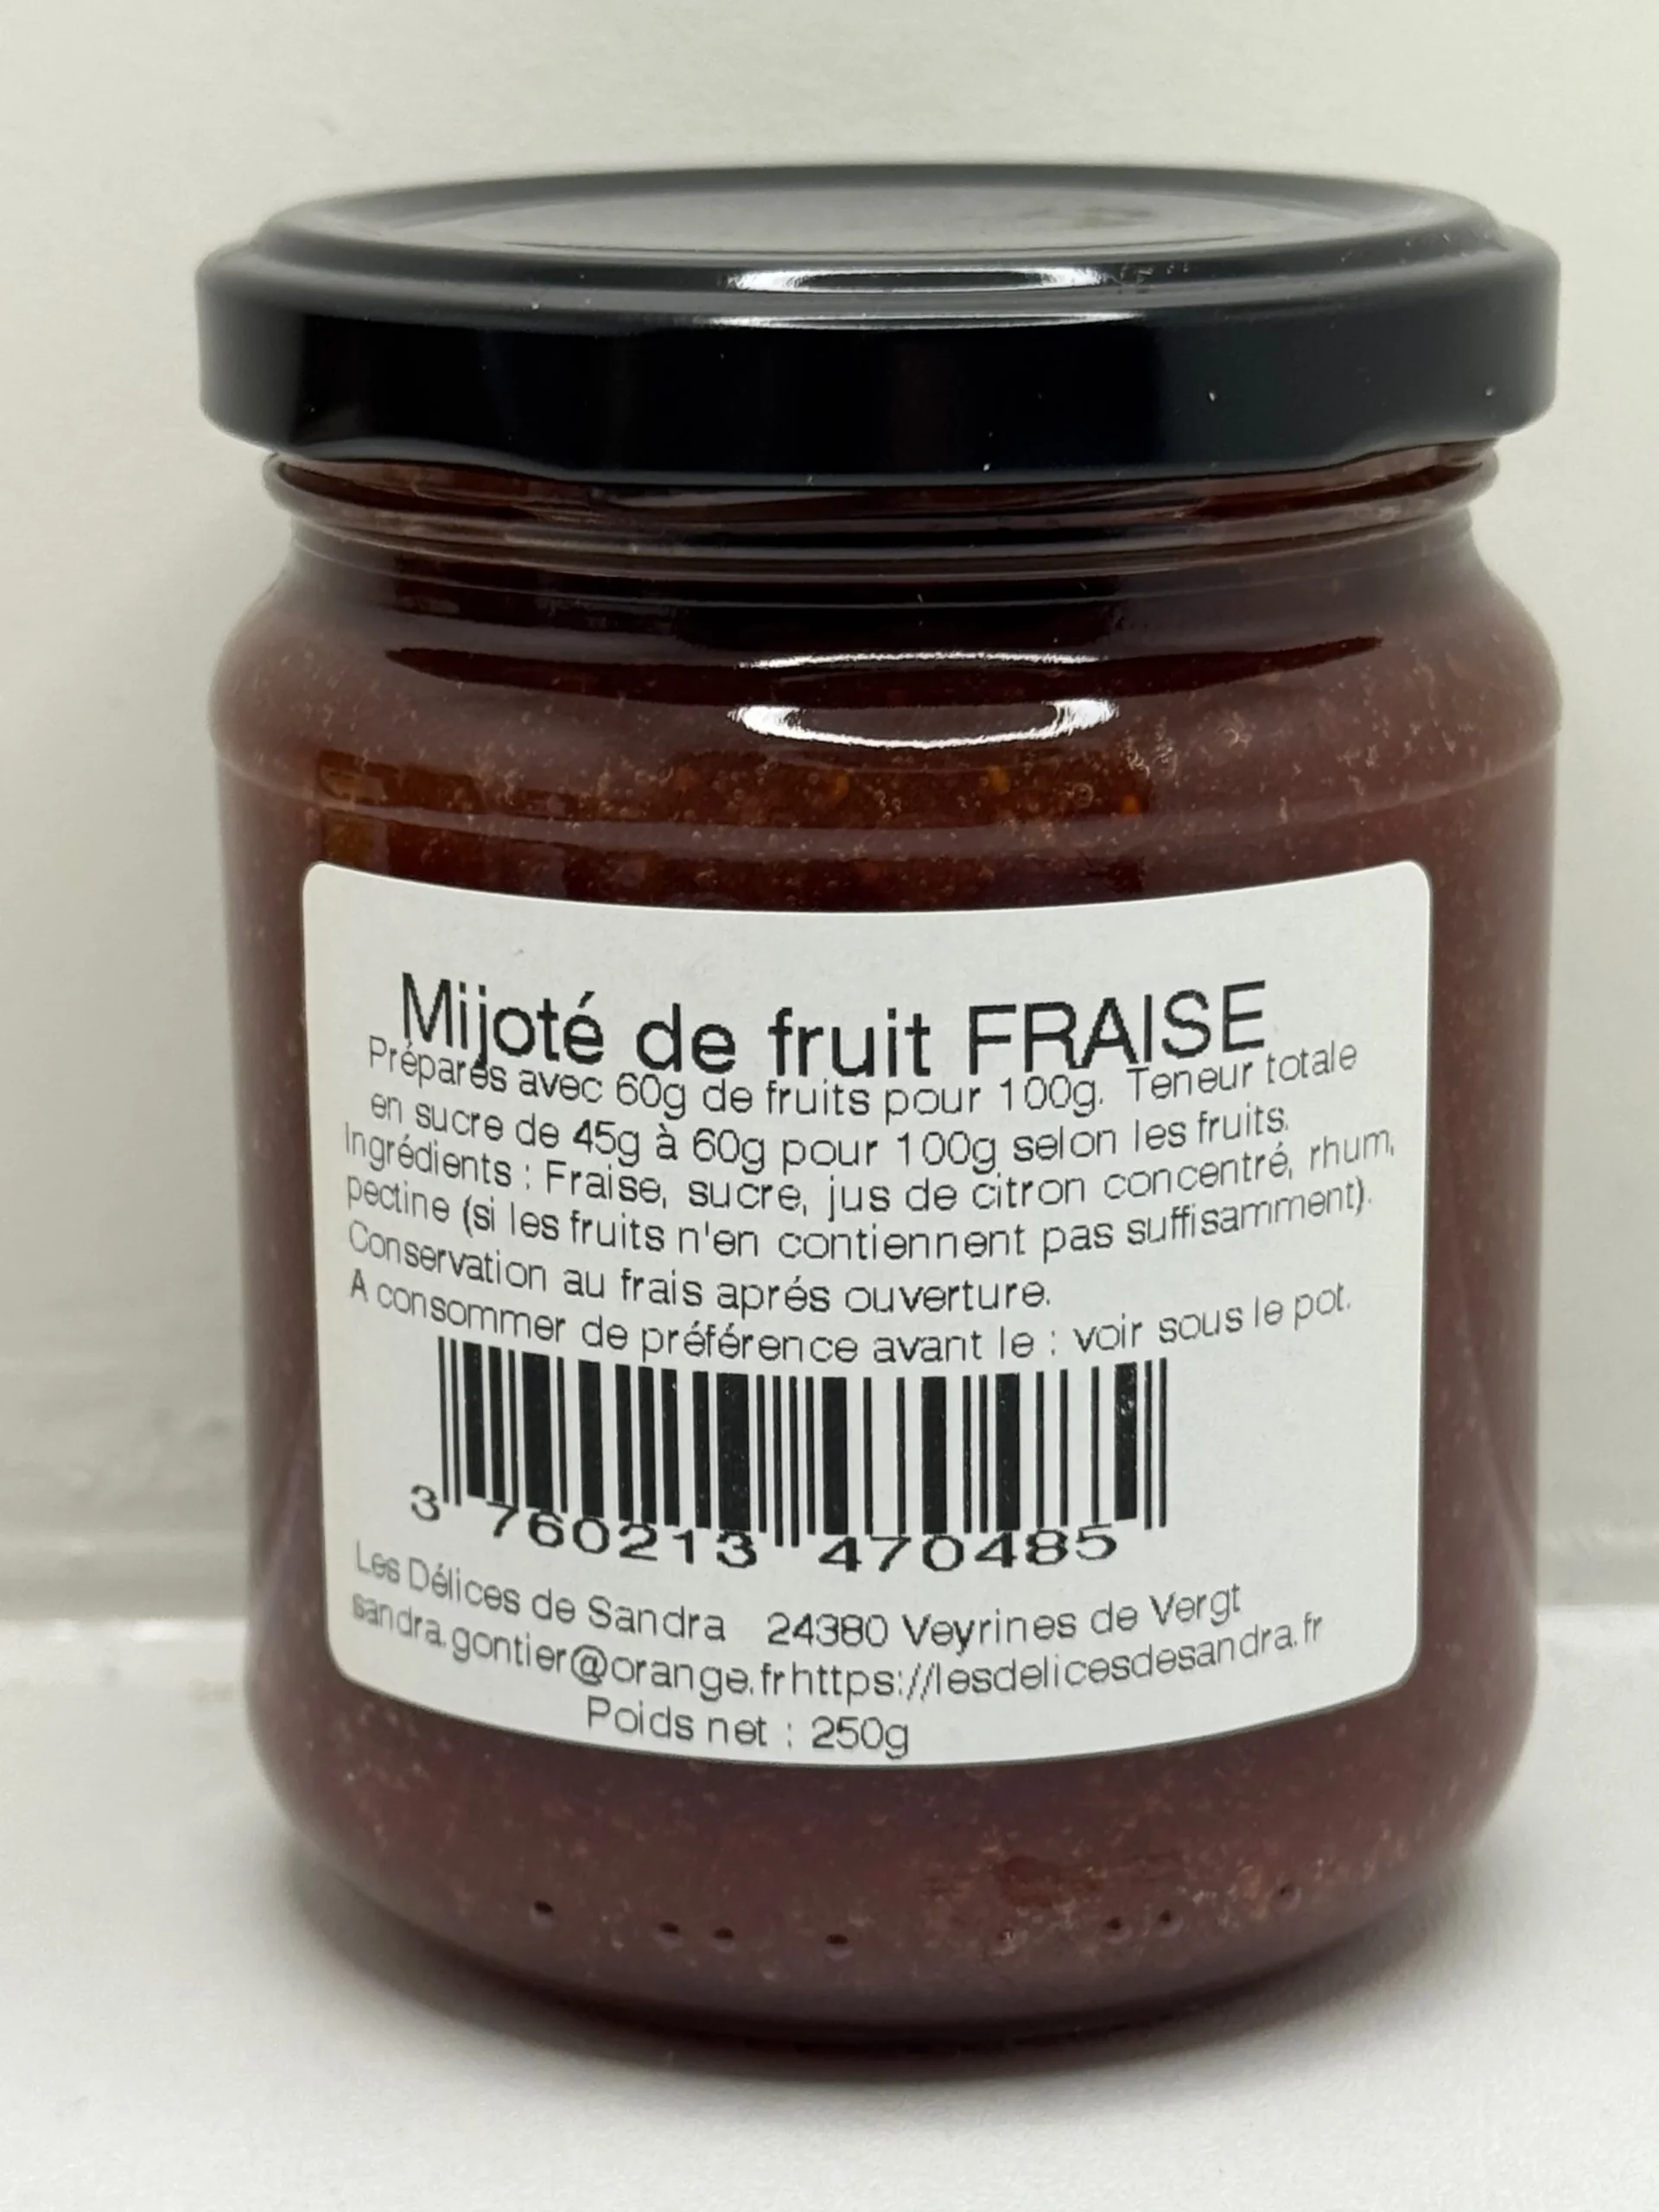 Mijoté de fruit FRAISE
Préparés avec 60g de fruits pour 100g. Teneur totale
en sucre de 45g à 60g pour 100g selon les fruits.
Ingrédients : Fraise, sucre, jus de citron concentré, rhum,
pectine (si les fruits n'en contiennent pas suffisamment).
Conservation au frais aprés ouverture.
A consommer de préférence avant le : voir sous le pot.
3 760213 470485
Les Délices de Sandra 24380 Veyrines de Vergt
sandra.gontier@orange.frhttps://lesdelicesdesandra.fr
Poids net : 250g